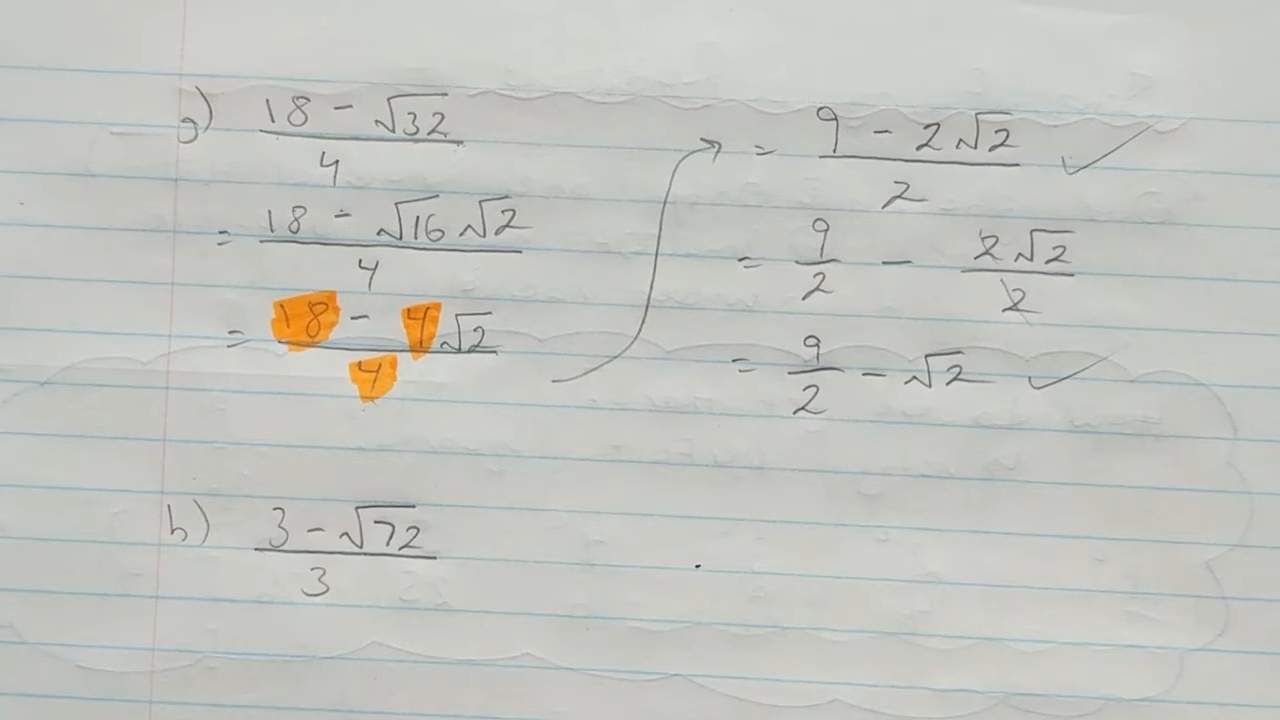 g) (18 - √32)/4
= (18 - √16 √2)/4
= (18 - 4√2)/4
= (9 - 2√2)/2 ✓
= 9/2 - 2√2/2
= 9/2 - √2 ✓
h) (3 - √72)/3